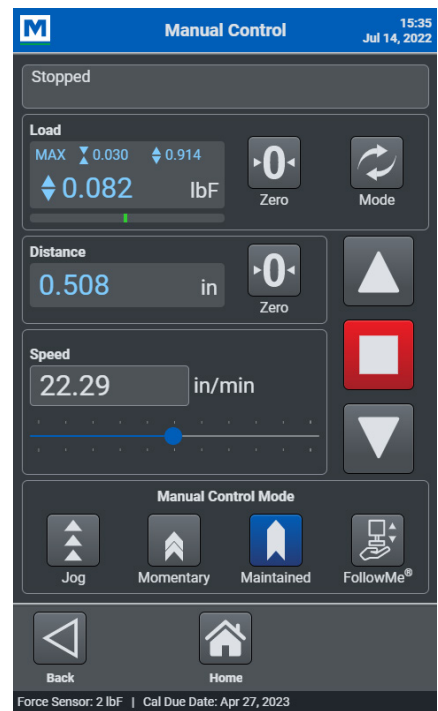 M
Manual Control
15:35
Jul 14, 2022
Stopped
Load
MAX 0.030 0.914
0.082 lbF
0
Zero
Mode
Distance
0.508 in
0
Zero
Speed
22.29 in/min
Manual Control Mode
Jog Momentary Maintained FollowMe®
Back Home
Force Sensor: 2 lbF | Cal Due Date: Apr 27, 2023